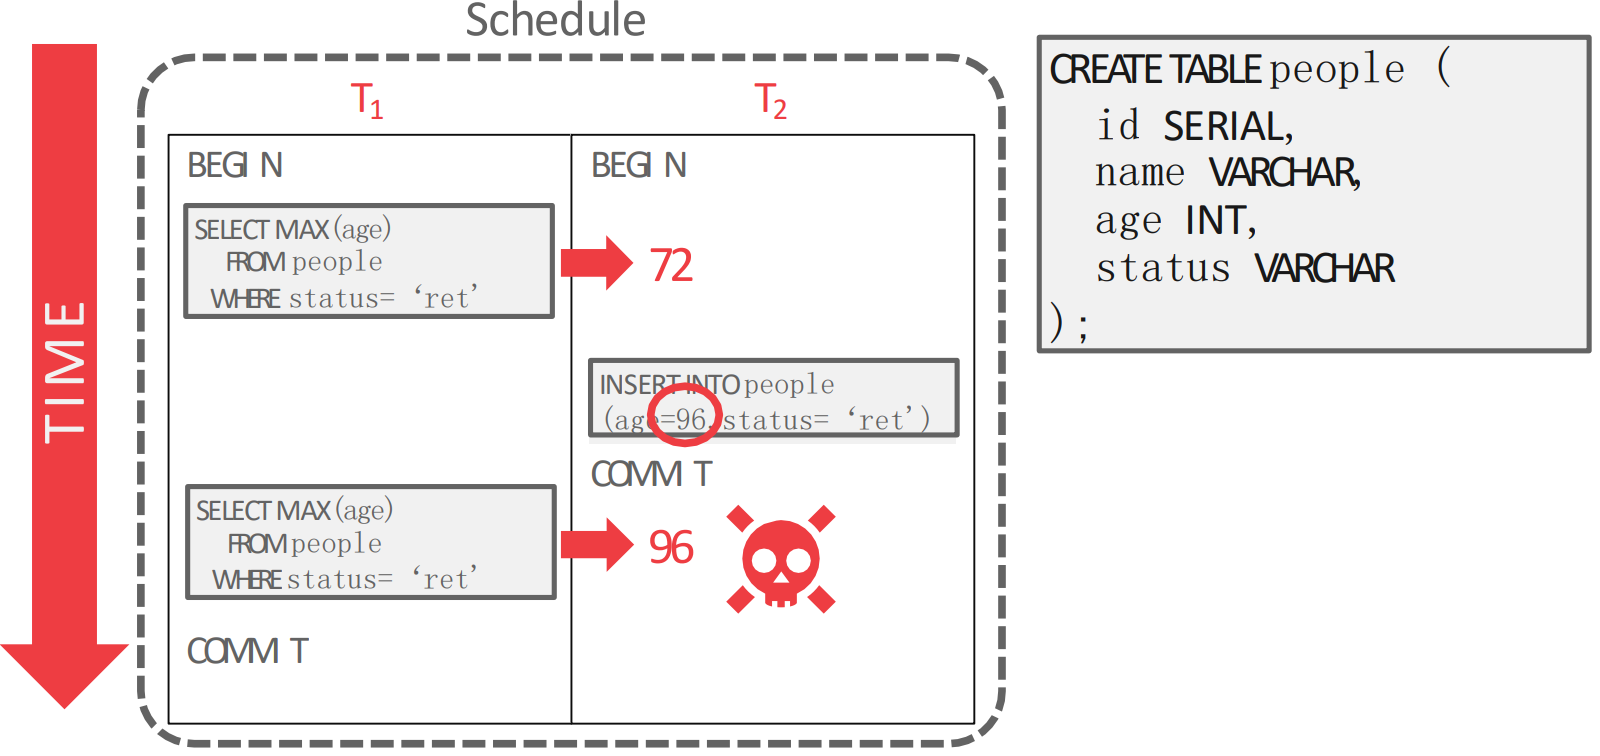 Schedule
TIME
T1
T2
BEGIN
BEGIN
SELECT MAX(age)
FROM people
WHERE status= ‘ret’
72
INSERT INTO people
(age=96,status= ‘ret’)
COMMIT
SELECT MAX(age)
FROM people
WHERE status= ‘ret’
96
COMMIT
CREATE TABLE people (
id SERIAL,
name VARCHAR,
age INT,
status VARCHAR
);